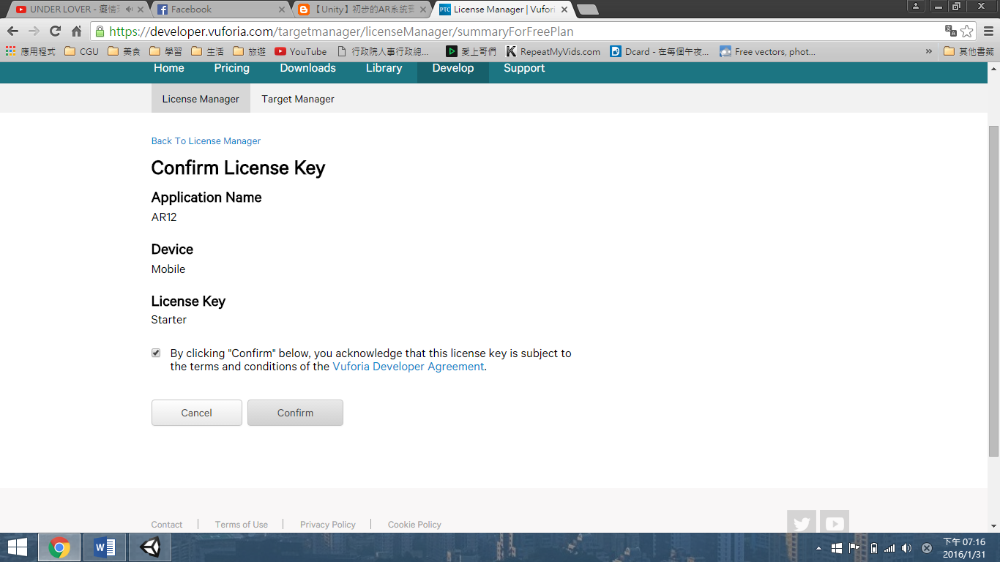 UNDER LOVER - 癡情
Facebook
【Unity】初步的AR系統
License Manager | Vufori
https://developer.vuforia.com/targetmanager/licenseManager/summaryForFreePlan
應用程式 CGU 美食 學習 生活 旅遊 YouTube 行政院人事行政總... 愛上哥們 RepeatMyVids.com Dcard - 在每個午夜... Free vectors, phot... » 其他書籤
Home Pricing Downloads Library Develop Support
License Manager Target Manager
Back To License Manager
Confirm License Key
Application Name
AR12
Device
Mobile
License Key
Starter
By clicking "Confirm" below, you acknowledge that this license key is subject to
the terms and conditions of the Vuforia Developer Agreement.
Cancel Confirm
Contact Terms of Use Privacy Policy Cookie Policy
下午 07:16
2016/1/31